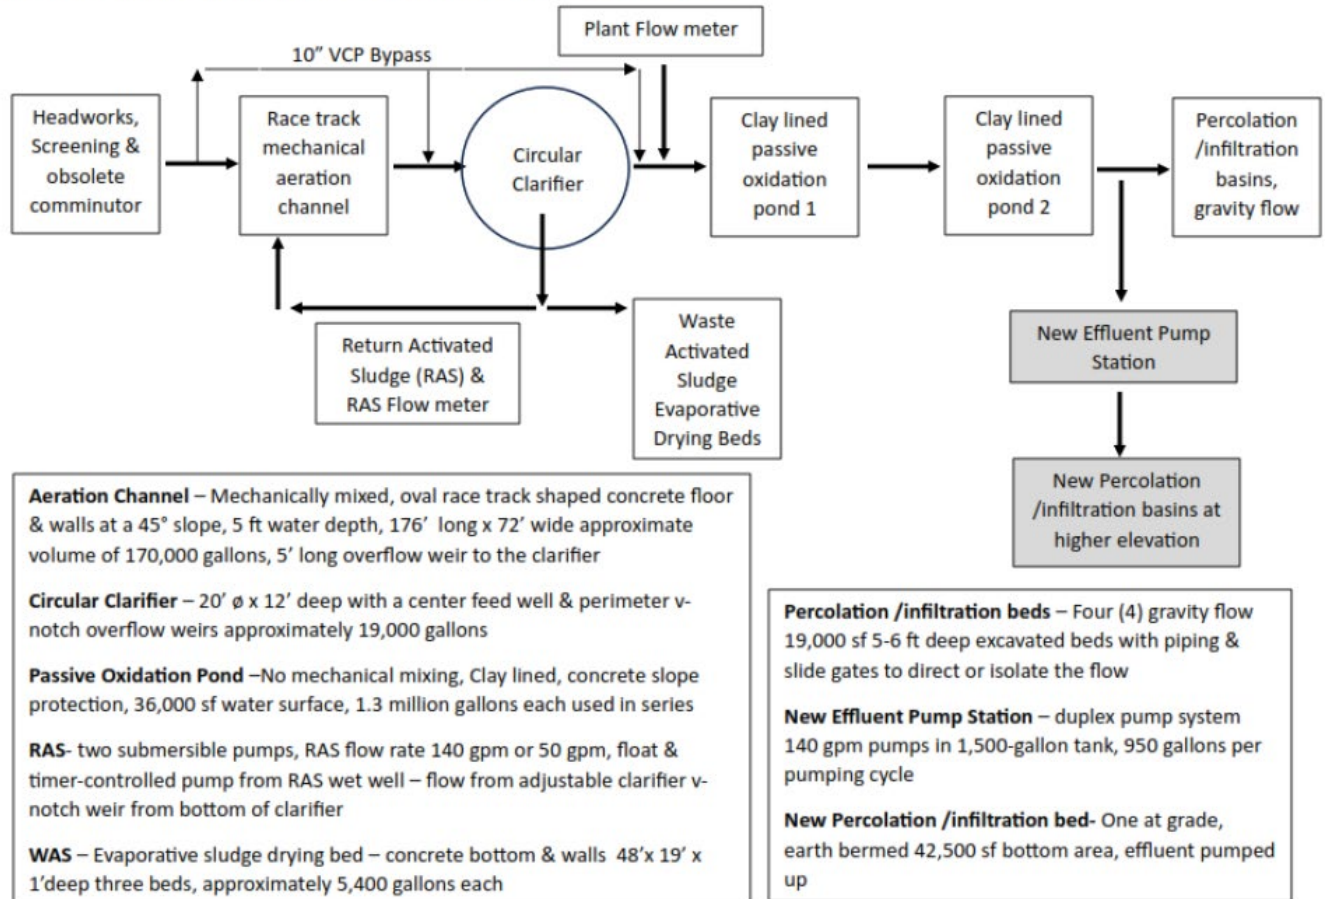 Plant Flow meter
10” VCP Bypass
Headworks,
Screening &
obsolete
comminutor
Race track
mechanical
aeration
channel
Circular
Clarifier
Clay lined
passive
oxidation
pond 1
Clay lined
passive
oxidation
pond 2
Percolation
/infiltration
basins,
gravity flow
Return Activated
Sludge (RAS) &
RAS Flow meter
Waste
Activated
Sludge
Evaporative
Drying Beds
New Effluent Pump
Station
New Percolation
/infiltration basins at
higher elevation
Aeration Channel – Mechanically mixed, oval race track shaped concrete floor
& walls at a 45° slope, 5 ft water depth, 176’ long x 72’ wide approximate
volume of 170,000 gallons, 5’ long overflow weir to the clarifier
Circular Clarifier – 20’ ø x 12’ deep with a center feed well & perimeter v-
notch overflow weirs approximately 19,000 gallons
Passive Oxidation Pond –No mechanical mixing, Clay lined, concrete slope
protection, 36,000 sf water surface, 1.3 million gallons each used in series
RAS- two submersible pumps, RAS flow rate 140 gpm or 50 gpm, float &
timer-controlled pump from RAS wet well – flow from adjustable clarifier v-
notch weir from bottom of clarifier
WAS – Evaporative sludge drying bed – concrete bottom & walls 48’x 19’ x
1’deep three beds, approximately 5,400 gallons each
Percolation /infiltration beds – Four (4) gravity flow
19,000 sf 5-6 ft deep excavated beds with piping &
slide gates to direct or isolate the flow
New Effluent Pump Station – duplex pump system
140 gpm pumps in 1,500-gallon tank, 950 gallons per
pumping cycle
New Percolation /infiltration bed- One at grade,
earth bermed 42,500 sf bottom area, effluent pumped
up